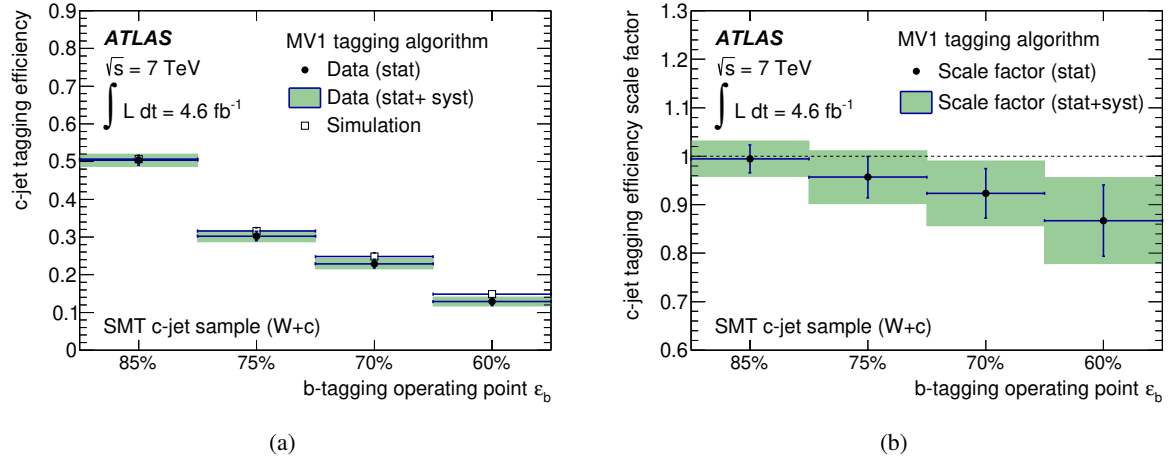 ATLAS
√s = 7 TeV
∫ L dt = 4.6 fb⁻¹
MV1 tagging algorithm
Data (stat)
Data (stat+ syst)
Simulation
c-jet tagging efficiency
0.9
0.8
0.7
0.6
0.5
0.4
0.3
0.2
0.1
0
SMT c-jet sample (W+c)
85% 75% 70% 60%
b-tagging operating point ε_b
(a)
ATLAS
√s = 7 TeV
∫ L dt = 4.6 fb⁻¹
MV1 tagging algorithm
Scale factor (stat)
Scale factor (stat+syst)
c-jet tagging efficiency scale factor
1.3
1.2
1.1
1
0.9
0.8
0.7
0.6
SMT c-jet sample (W+c)
85% 75% 70% 60%
b-tagging operating point ε_b
(b)